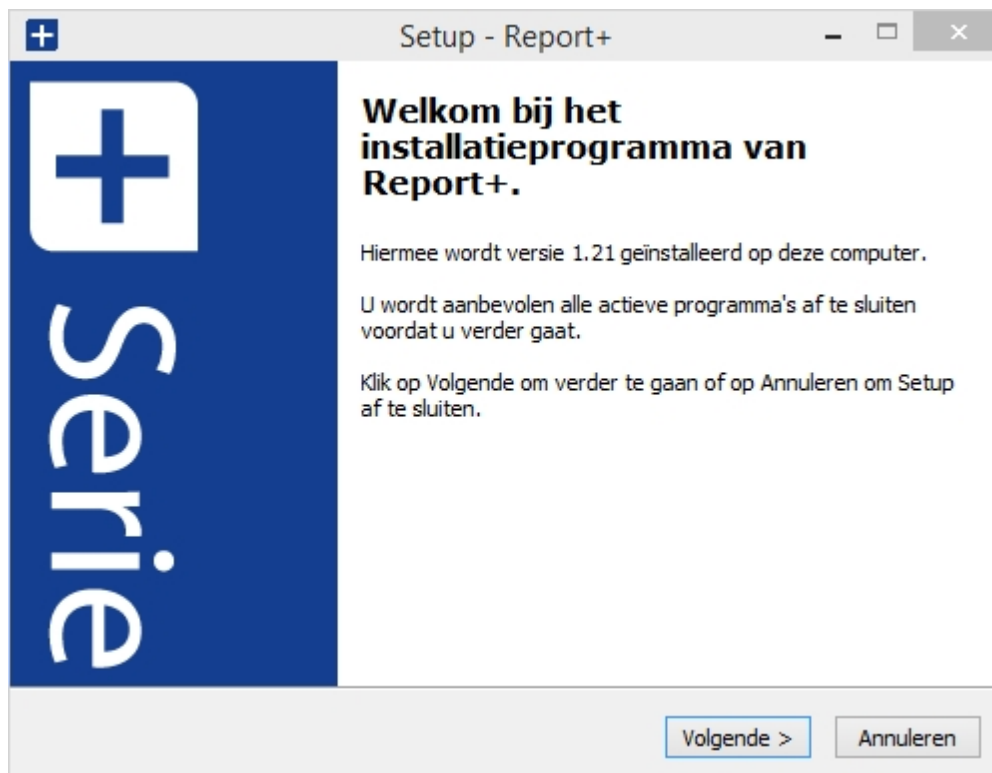 Setup - Report+
+ Serie
Welkom bij het
installatieprogramma van
Report+.
Hiermee wordt versie 1.21 geïnstalleerd op deze computer.
U wordt aanbevolen alle actieve programma's af te sluiten
voordat u verder gaat.
Klik op Volgende om verder te gaan of op Annuleren om Setup
af te sluiten.
Volgende >
Annuleren